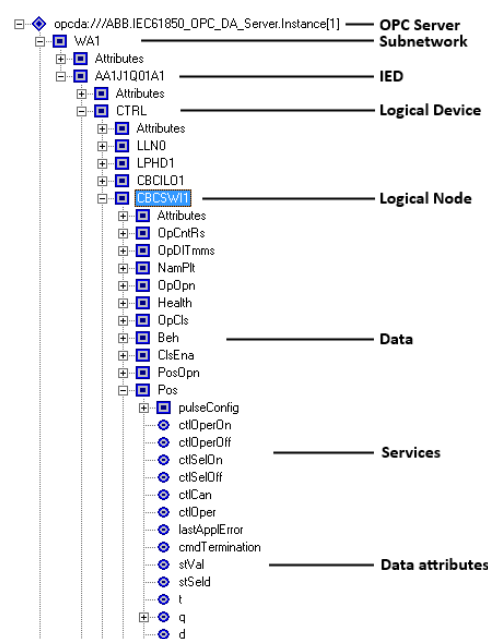 opcda:///ABB.IEC61850_OPC_DA_Server.Instance[1] OPC Server
WA1 Subnetwork
Attributes
AA1J1Q01A1 IED
Attributes
CTRL Logical Device
Attributes
LLN0
LPHD1
CBCILO1
CBCSWI1 Logical Node
Attributes
OpCntRs
OpDITmms
NamPlt
OpOpn
Health
OpCls
Beh Data
ClsEna
PosOpn
Pos
pulseConfig
ctlOperOn
ctlOperOff
ctlSelOn Services
ctlSelOff
ctlCan
ctlOper
lastApplError
cmdTermination
stVal Data attributes
stSeld
t
q
d